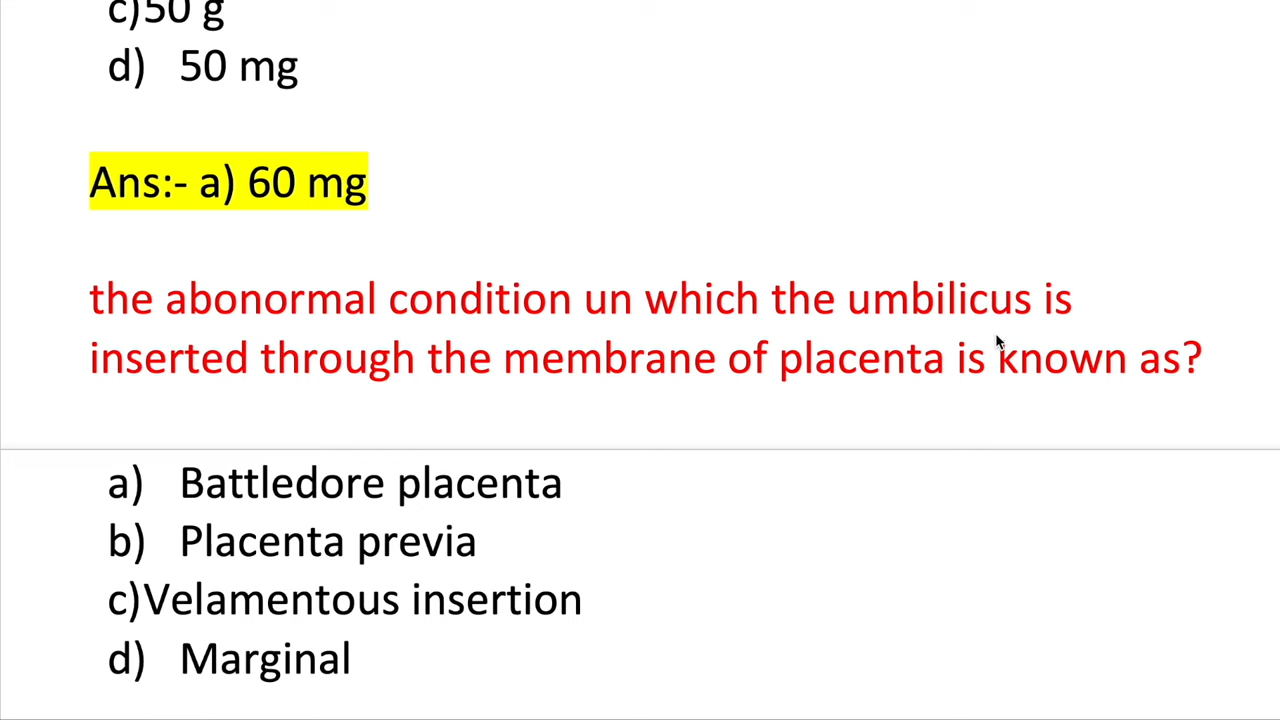 c)50 g
d) 50 mg
Ans:- a) 60 mg
the abonormal condition un which the umbilicus is
inserted through the membrane of placenta is known as?
a) Battledore placenta
b) Placenta previa
c)Velamentous insertion
d) Marginal